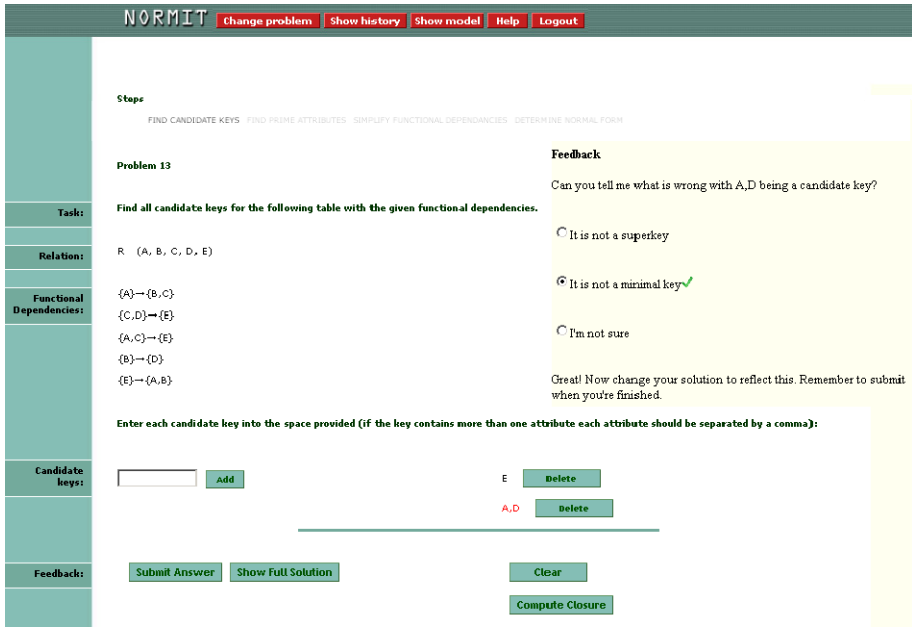 NORMIT Change problem Show history Show model Help Logout
Steps
FIND CANDIDATE KEYS FIND PRIME ATTRIBUTES SIMPLIFY FUNCTIONAL DEPENDANCIES DETERMINE NORMAL FORM
Problem 13
Task: Find all candidate keys for the following table with the given functional dependencies.
Relation: R (A, B, C, D, E)
Functional
Dependencies:
{A}→{B,C}
{C,D}→{E}
{A,C}→{E}
{B}→{D}
{E}→{A,B}
Feedback
Can you tell me what is wrong with A,D being a candidate key?
It is not a superkey
It is not a minimal key
I'm not sure
Great! Now change your solution to reflect this. Remember to submit
when you're finished.
Enter each candidate key into the space provided (if the key contains more than one attribute each attribute should be separated by a comma):
Candidate
keys:
Add
E Delete
A,D Delete
Feedback: Submit Answer Show Full Solution Clear
Compute Closure